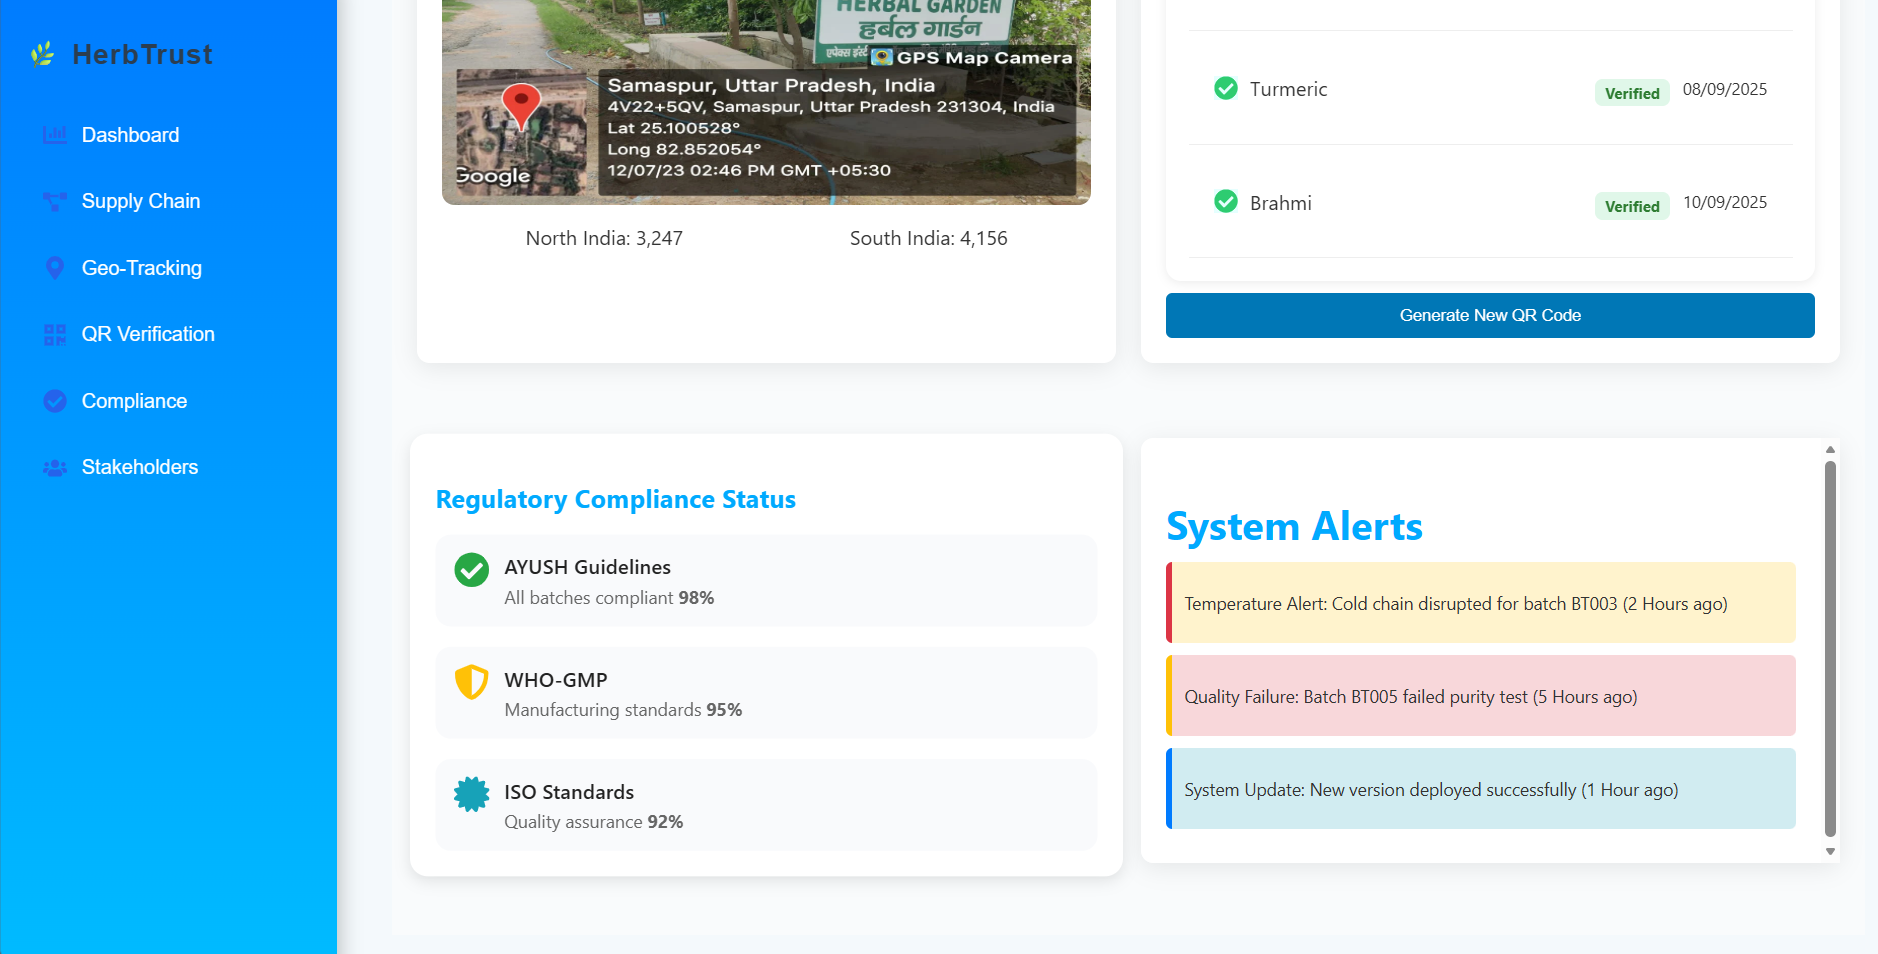 HerbTrust
Dashboard
Supply Chain
Geo-Tracking
QR Verification
Compliance
Stakeholders
HERBAL GARDEN
हर्बल गार्डन
GPS Map Camera
Samaspur, Uttar Pradesh, India
4V22+5QV, Samaspur, Uttar Pradesh 231304, India
Lat 25.100528°
Long 82.852054°
12/07/23 02:46 PM GMT +05:30
Google
North India: 3,247
South India: 4,156
Turmeric
Verified
08/09/2025
Brahmi
Verified
10/09/2025
Generate New QR Code
Regulatory Compliance Status
AYUSH Guidelines
All batches compliant 98%
WHO-GMP
Manufacturing standards 95%
ISO Standards
Quality assurance 92%
System Alerts
Temperature Alert: Cold chain disrupted for batch BT003 (2 Hours ago)
Quality Failure: Batch BT005 failed purity test (5 Hours ago)
System Update: New version deployed successfully (1 Hour ago)